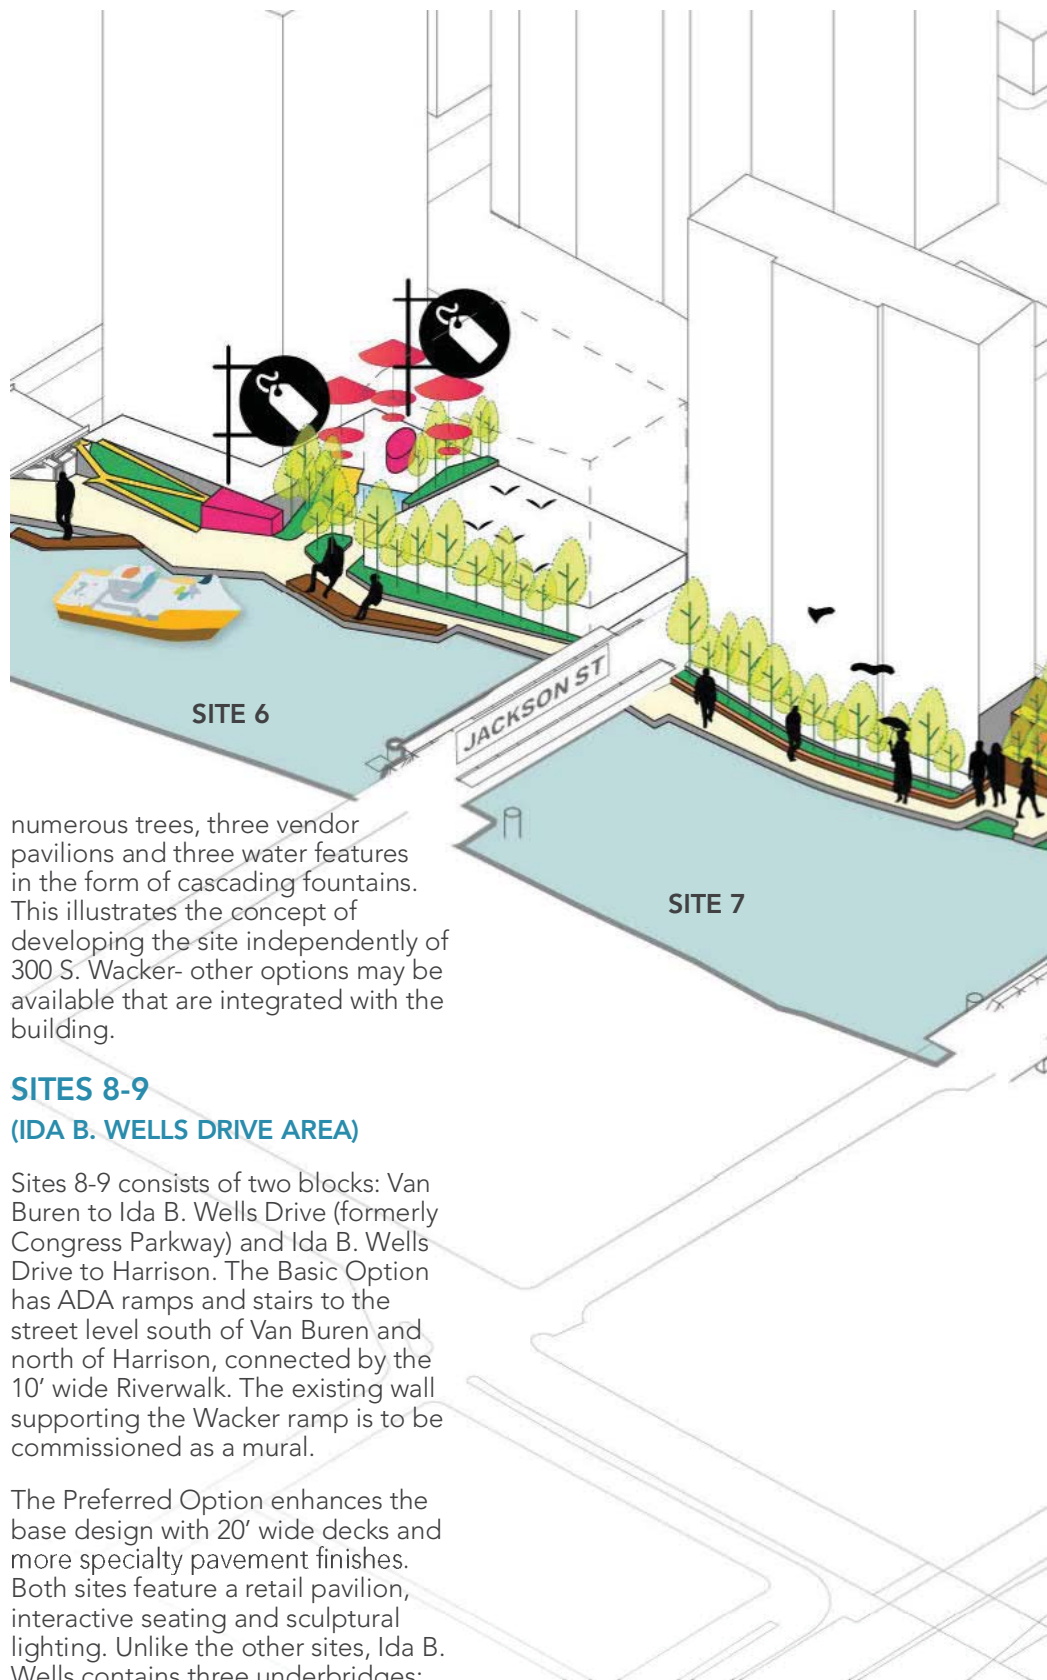 SITE 6
JACKSON ST
SITE 7
numerous trees, three vendor
pavilions and three water features
in the form of cascading fountains.
This illustrates the concept of
developing the site independently of
300 S. Wacker- other options may be
available that are integrated with the
building.
SITES 8-9
(IDA B. WELLS DRIVE AREA)
Sites 8-9 consists of two blocks: Van
Buren to Ida B. Wells Drive (formerly
Congress Parkway) and Ida B. Wells
Drive to Harrison. The Basic Option
has ADA ramps and stairs to the
street level south of Van Buren and
north of Harrison, connected by the
10’ wide Riverwalk. The existing wall
supporting the Wacker ramp is to be
commissioned as a mural.
The Preferred Option enhances the
base design with 20’ wide decks and
more specialty pavement finishes.
Both sites feature a retail pavilion,
interactive seating and sculptural
lighting. Unlike the other sites, Ida B.
Wells contains three underbridges: